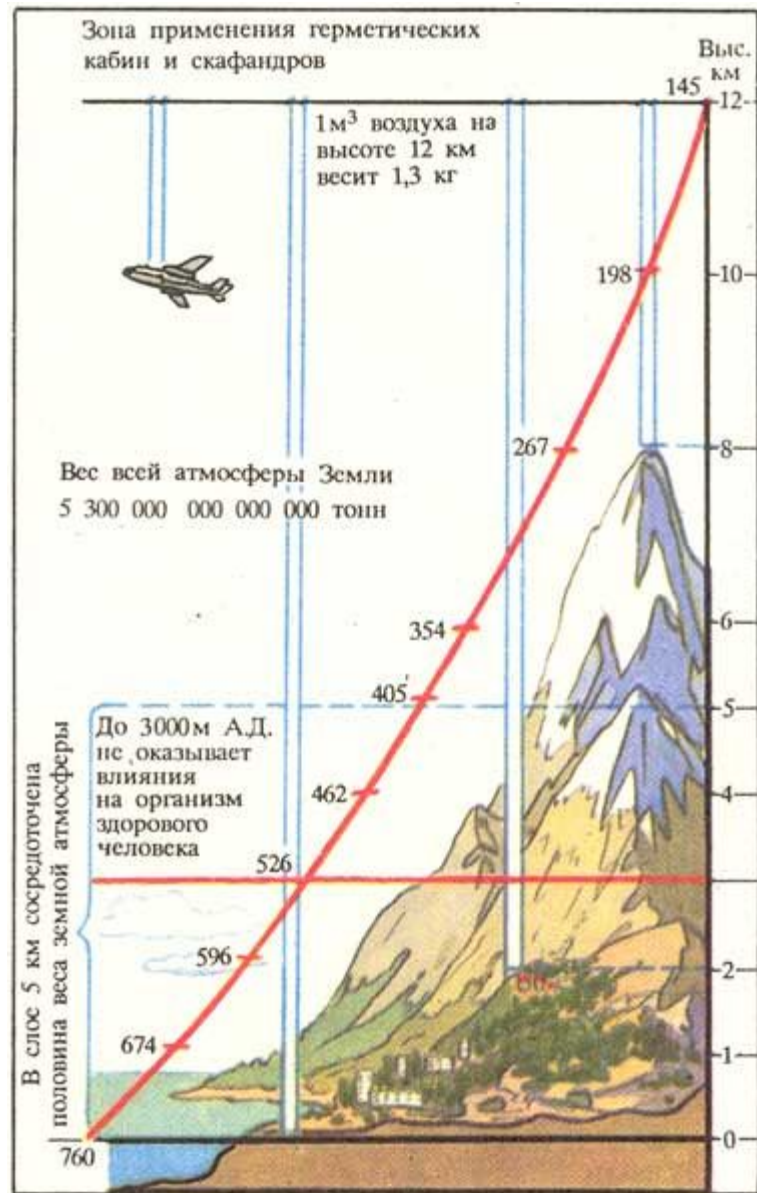 Зона применения герметических
кабин и скафандров
Выс.
км
145
12
1м³ воздуха на
высоте 12 км
весит 1,3 кг
198
10
267
8
Вес всей атмосферы Земли
5 300 000 000 000 000 тонн
354
6
405
5
До 3000м А.Д.
не оказывает
влияния
на организм
здорового
человека
462
4
526
596
2
674
1
760
0
В слое 5 км сосредоточена
половина веса земной атмосферы